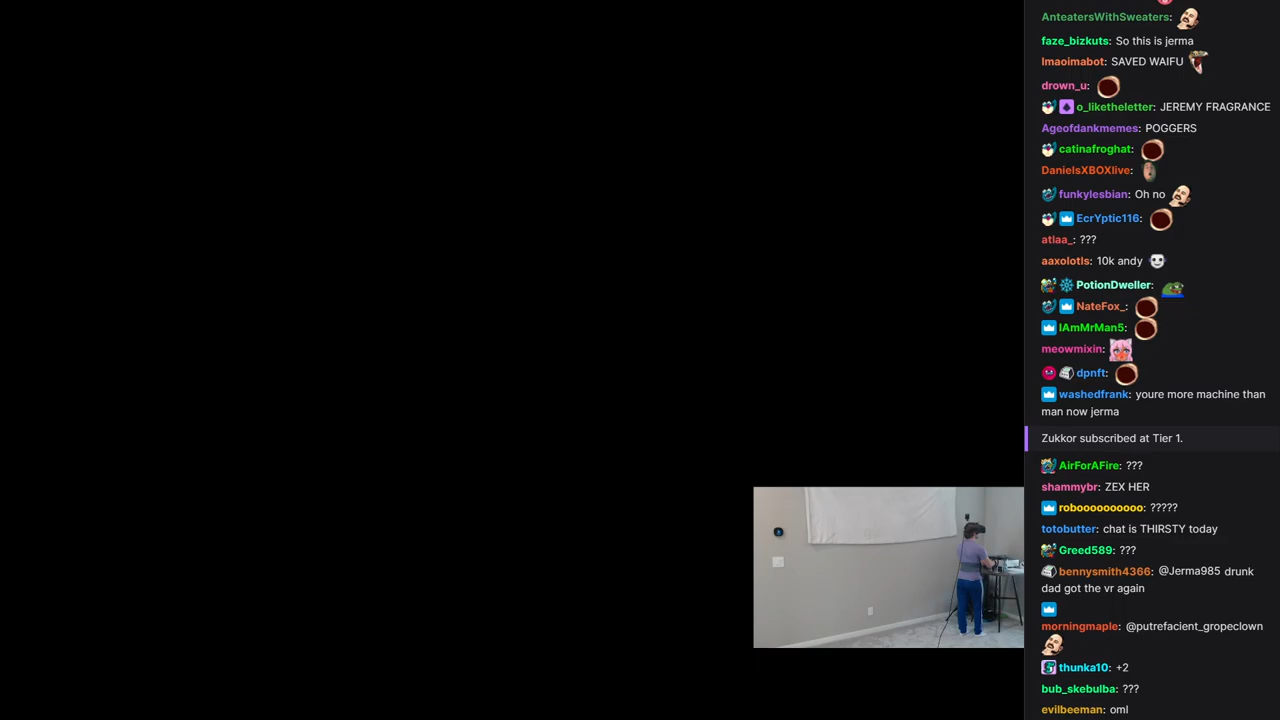 AnteatersWithSweaters:
faze_bizkuts: So this is jerma
lmaoimabot: SAVED WAIFU
drown_u:
o_liketheletter: JEREMY FRAGRANCE
Ageofdankmemes: POGGERS
catinafroghat:
DanielsXBOXlive:
funkylesbian: Oh no
EcrYptic116:
atlaa_: ???
aaxolotls: 10k andy
PotionDweller:
NateFox_:
IAmMrMan5:
meowmixin:
dpnft:
washedfrank: youre more machine than
man now jerma
Zukkor subscribed at Tier 1.
AirForAFire: ???
shammybr: ZEX HER
roboooooooooo: ?????
totobutter: chat is THIRSTY today
Greed589: ???
bennysmith4366: @Jerma985 drunk
dad got the vr again
morningmaple: @putrefacient_gropeclown
thunka10: +2
bub_skebulba: ???
evilbeeman: oml